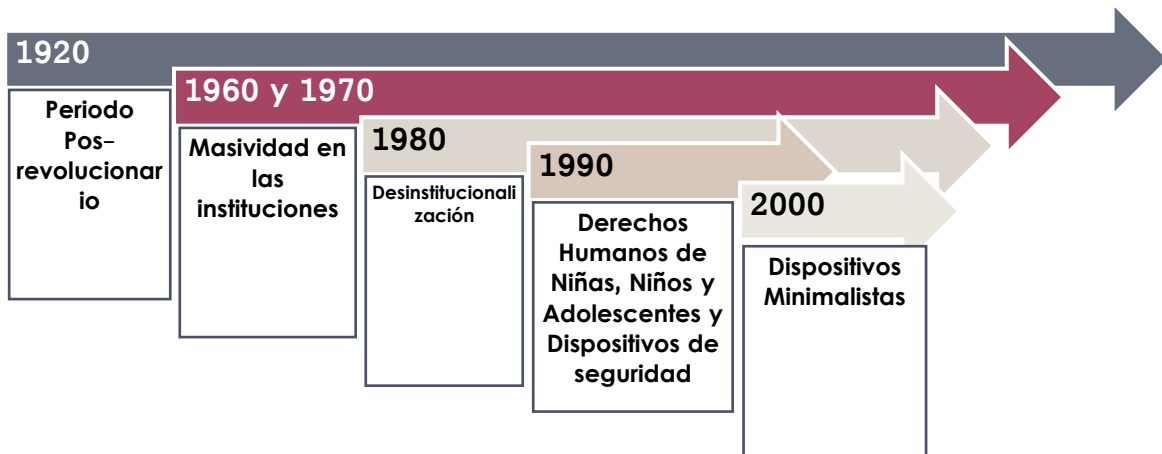 1920
Periodo
Pos-
revolucionar
io
1960 y 1970
Masividad en
las
instituciones
1980
Desinstitucionali
zación
1990
Derechos
Humanos de
Niñas, Niños y
Adolescentes y
Dispositivos de
seguridad
2000
Dispositivos
Minimalistas